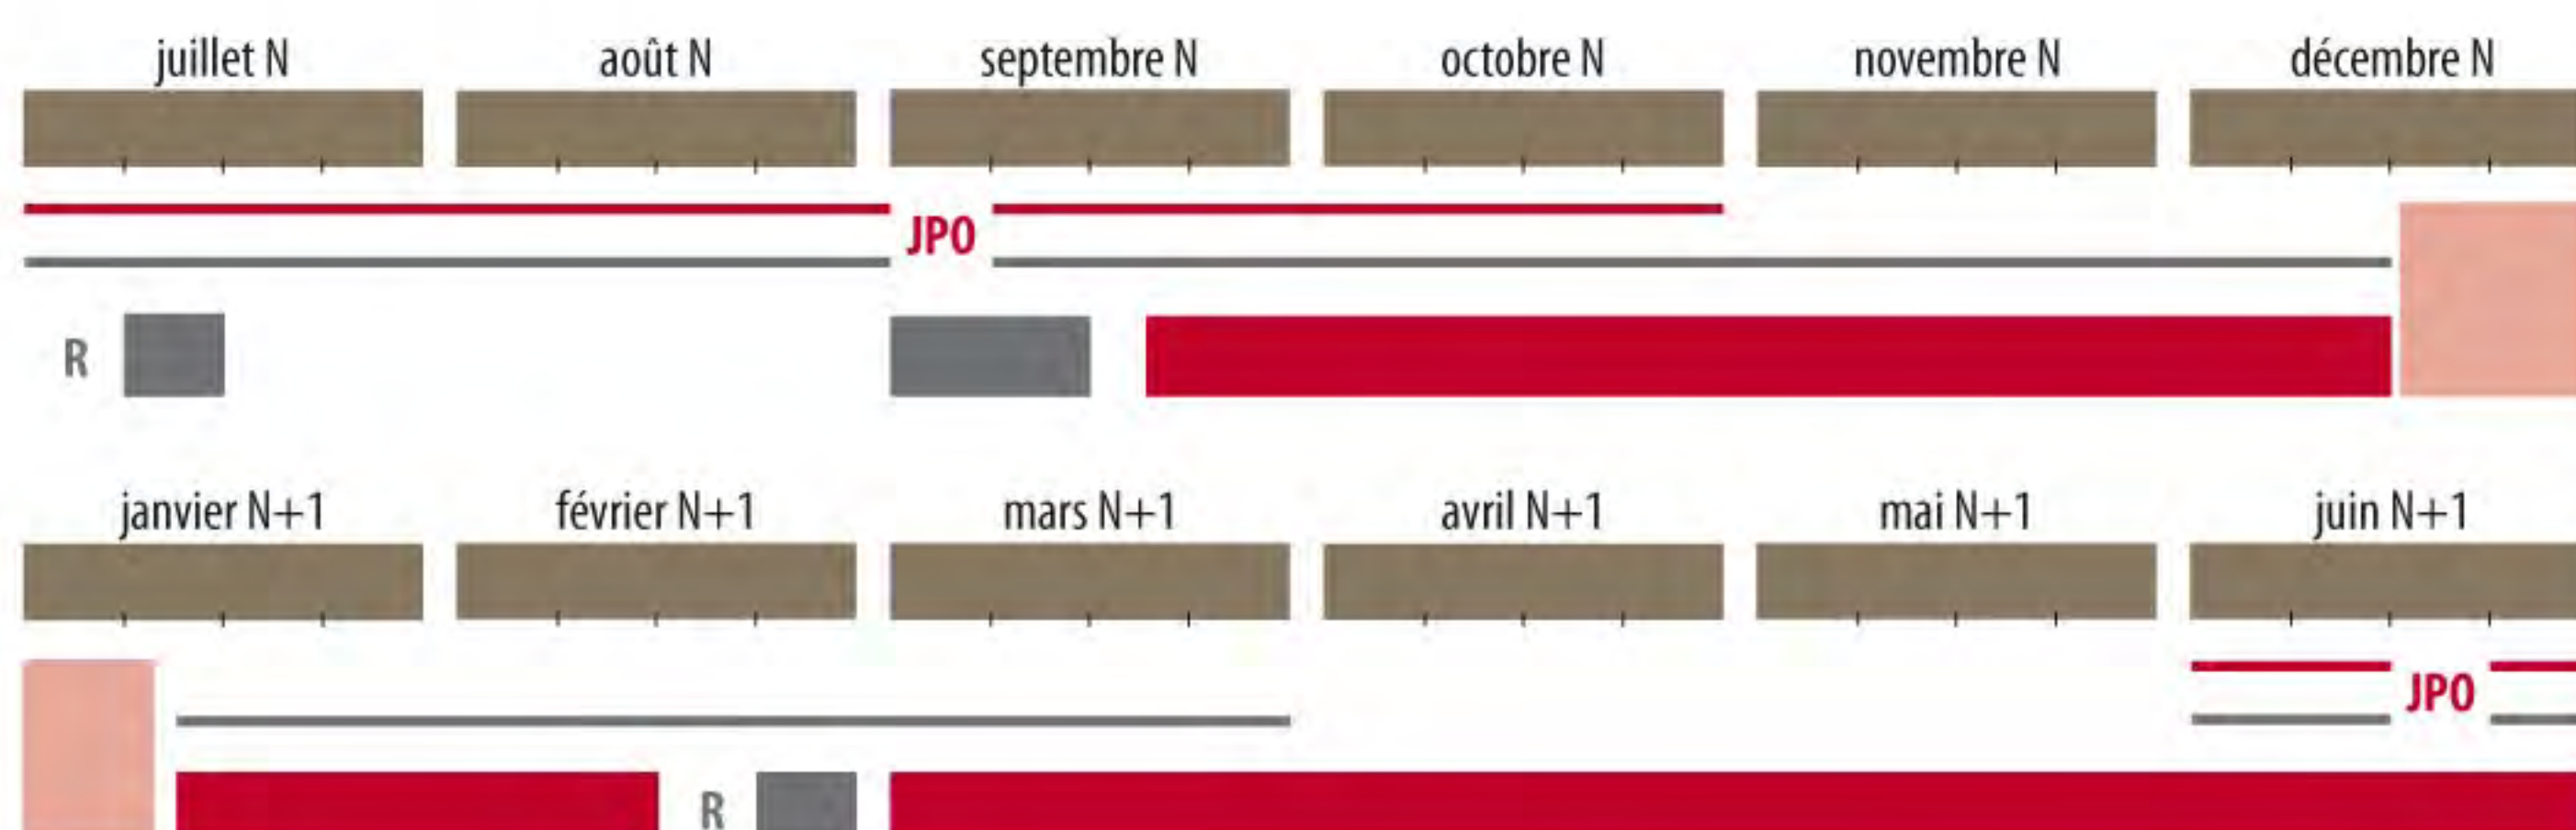 juillet N août N septembre N octobre N novembre N décembre N
JPO
R
janvier N+1 février N+1 mars N+1 avril N+1 mai N+1 juin N+1
JPO
R